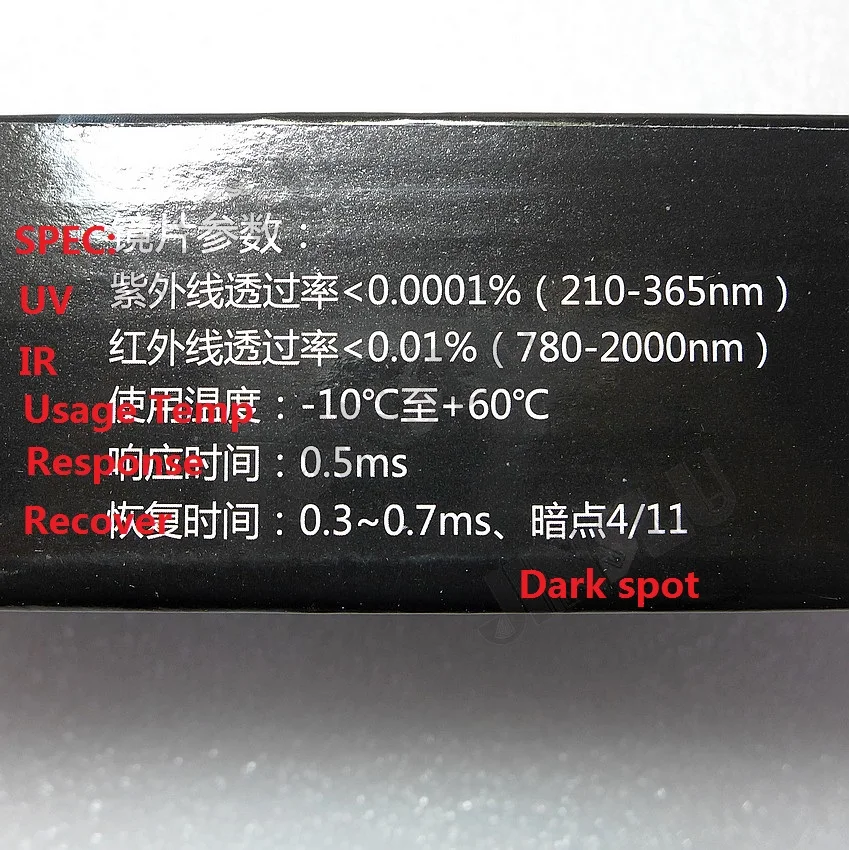 SPEC: 镜片参数：
UV 紫外线透过率<0.0001%（210-365nm）
IR 红外线透过率<0.01%（780-2000nm）
Usage Temp 使用温度：-10℃至+60℃
Response 响应时间：0.5ms
Recover 恢复时间：0.3~0.7ms、暗点4/11
Dark spot